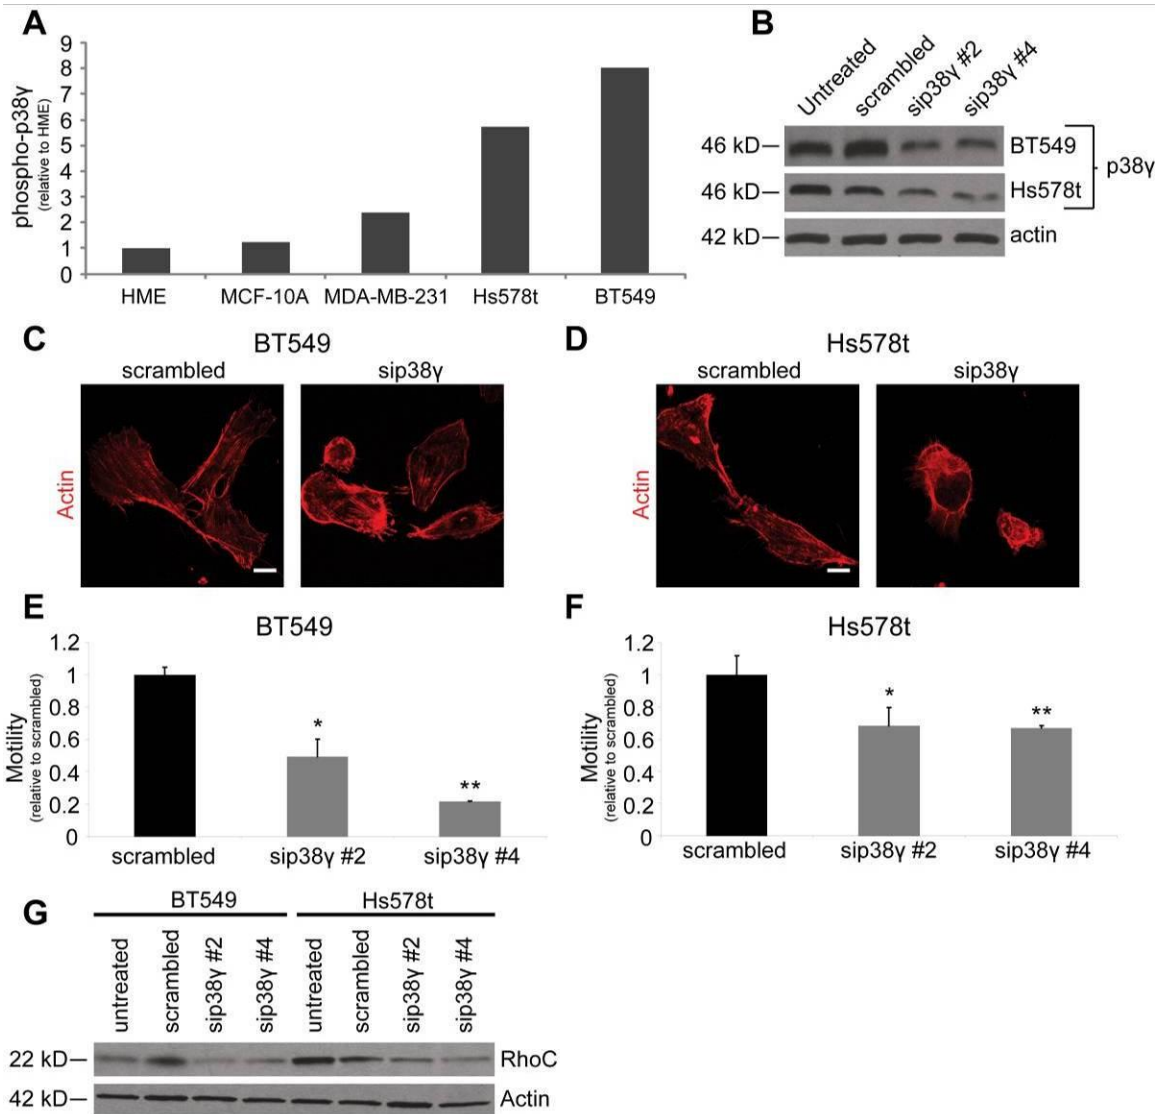 A
phospho-p38γ
(relative to HME)
9
8
7
6
5
4
3
2
1
0
HME MCF-10A MDA-MB-231 Hs578t BT549
B
Untreated scrambled sip38γ #2 sip38γ #4
46 kD BT549
46 kD Hs578t
p38γ
42 kD actin
C
BT549
scrambled sip38γ
Actin
D
Hs578t
scrambled sip38γ
Actin
E
BT549
Motility
(relative to scrambled)
1.2
1
0.8
0.6
0.4
0.2
0
*
**
scrambled sip38γ #2 sip38γ #4
F
Hs578t
Motility
(relative to scrambled)
1.2
1
0.8
0.6
0.4
0.2
0
*
**
scrambled sip38γ #2 sip38γ #4
G
BT549 Hs578t
untreated scrambled sip38γ #2 sip38γ #4 untreated scrambled sip38γ #2 sip38γ #4
22 kD RhoC
42 kD Actin